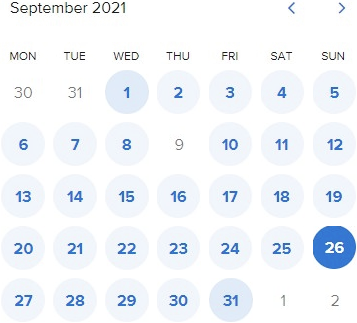 September 2021
MON TUE WED THU FRI SAT SUN
30 31 1 2 3 4 5
6 7 8 9 10 11 12
13 14 15 16 17 18 19
20 21 22 23 24 25 26
27 28 29 30 31 1 2